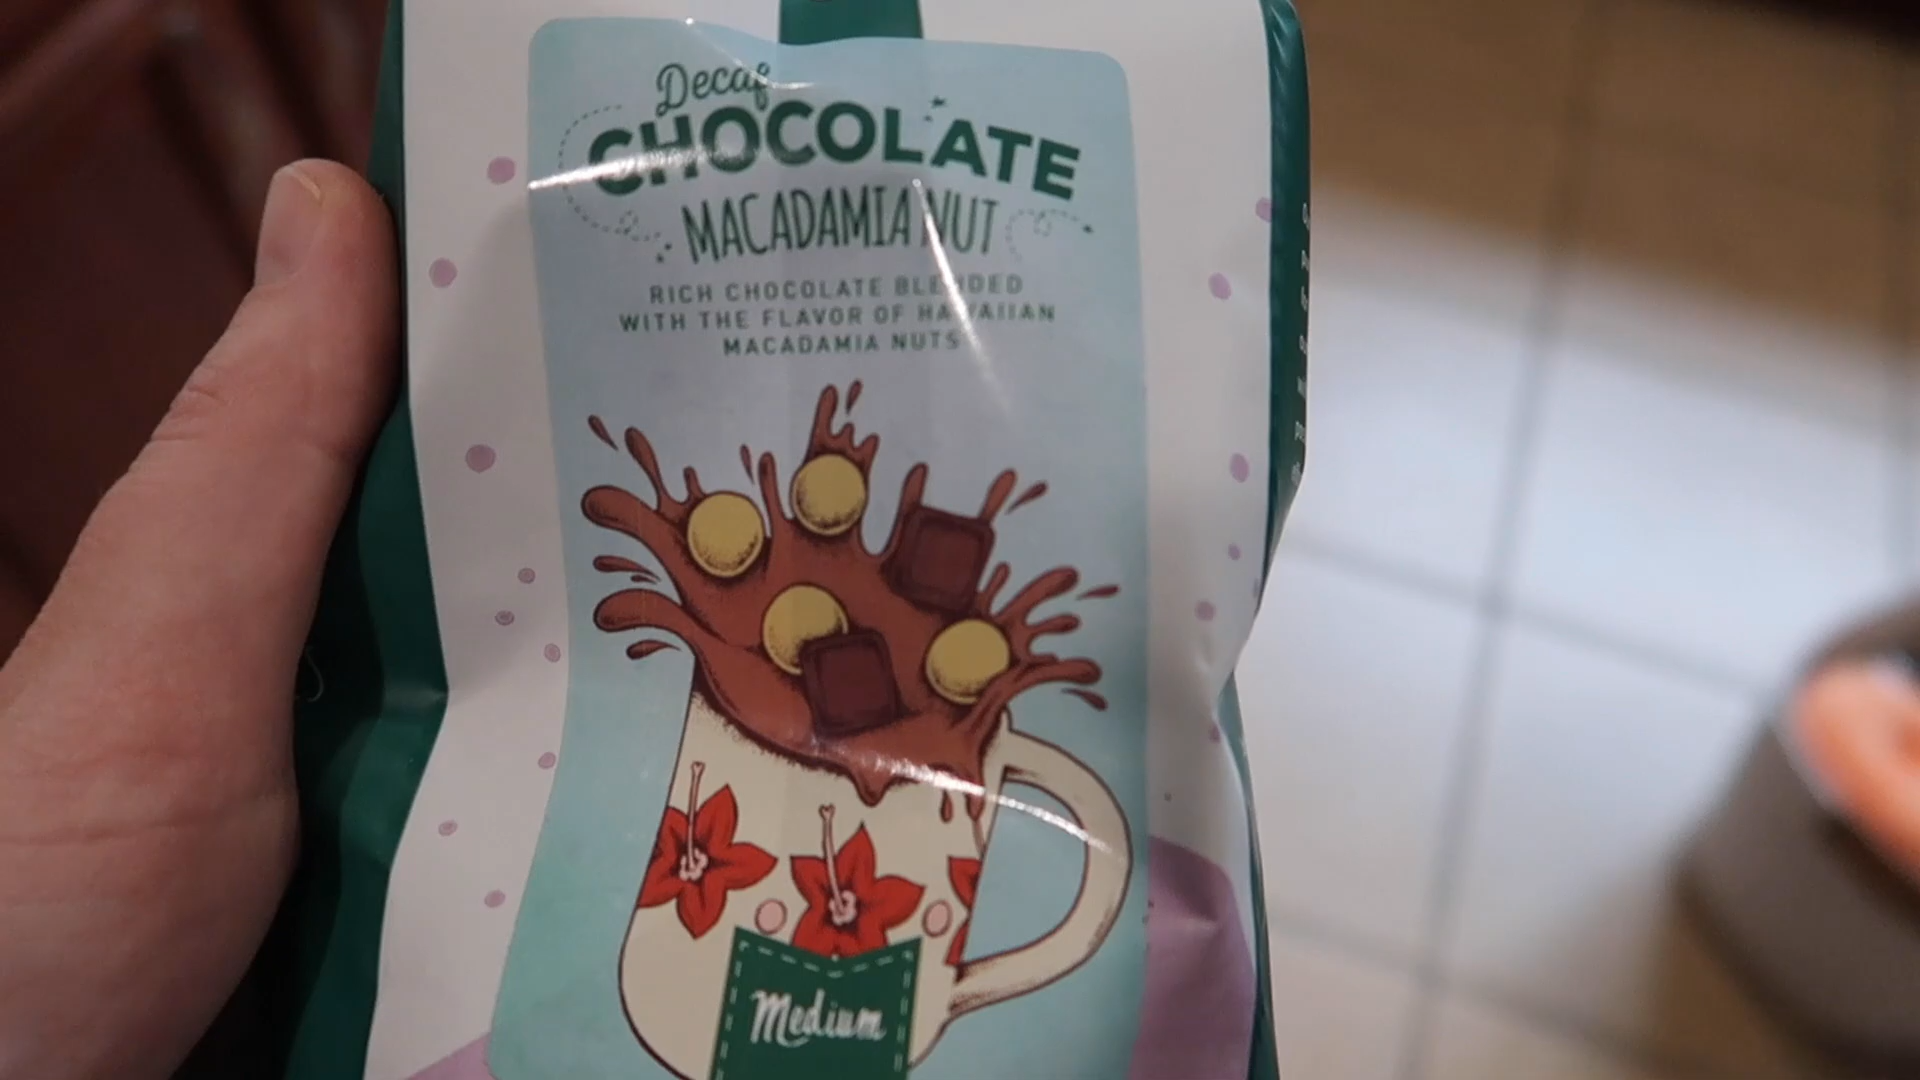 Decaf
CHOCOLATE
MACADAMIA NUT
RICH CHOCOLATE BLENDED
WITH THE FLAVOR OF HAWAIIAN
MACADAMIA NUTS
Medium